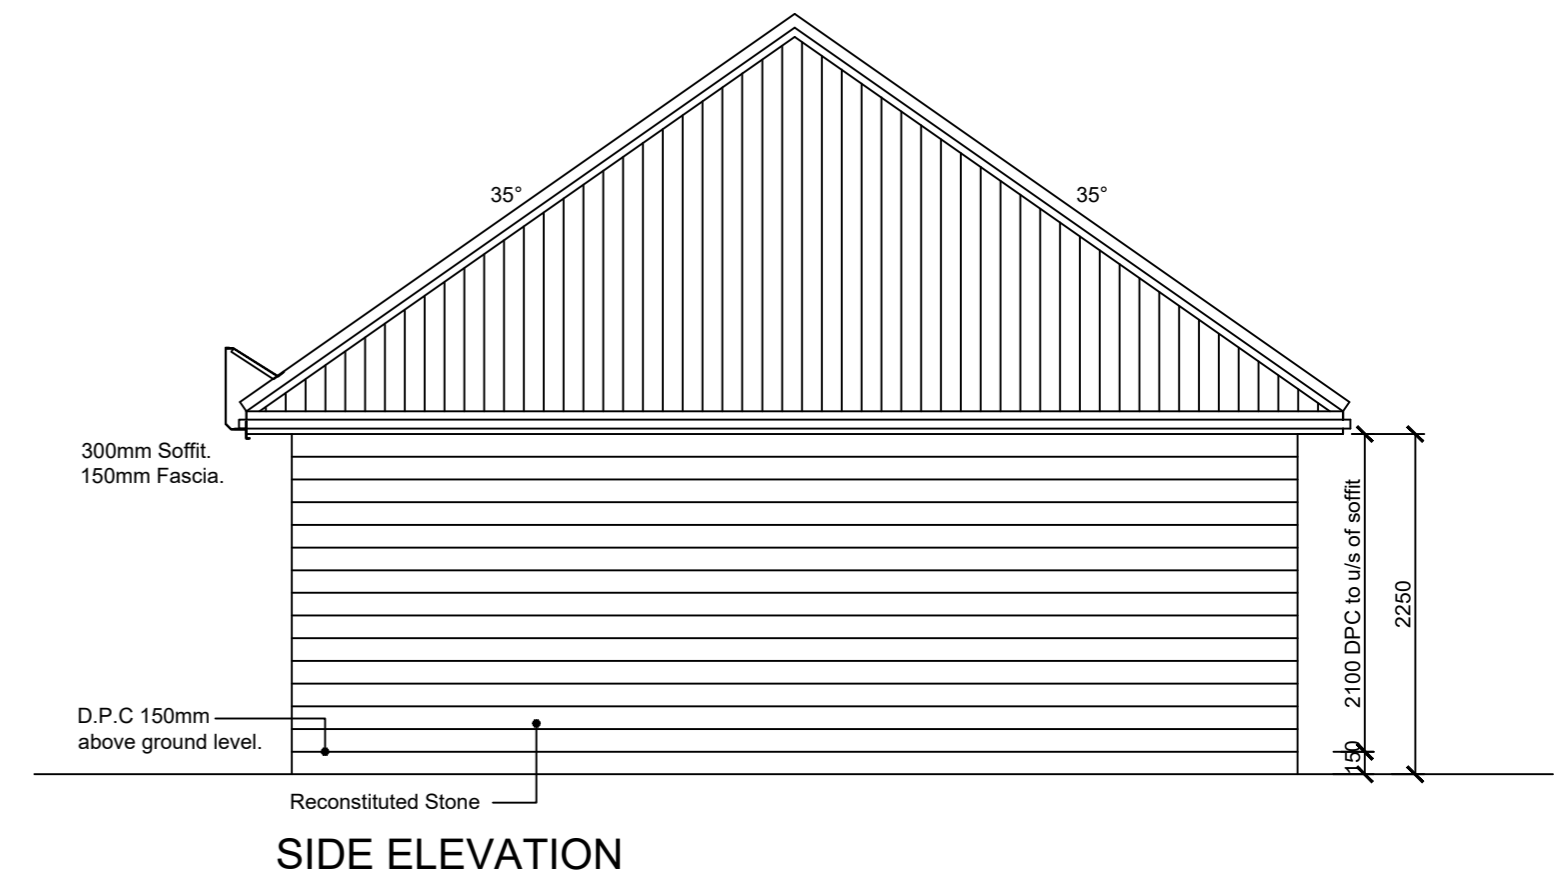 35°
35°
300mm Soffit.
150mm Fascia.
2100 DPC to u/s of soffit
2250
D.P.C 150mm
above ground level.
150
Reconstituted Stone
SIDE ELEVATION